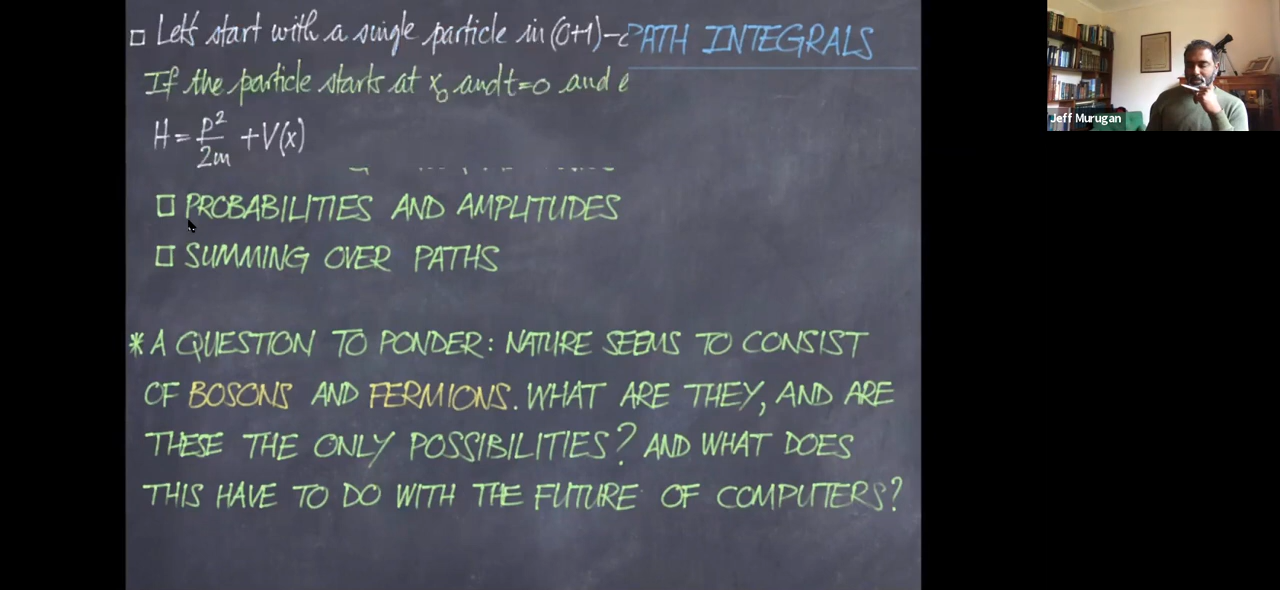 □ Let's start with a single particle in (0+1)-
PATH INTEGRALS
If the particle starts at x₀ and t=0 and e
H = p²/2m + V(x)
□ PROBABILITIES AND AMPLITUDES
□ SUMMING OVER PATHS
* A QUESTION TO PONDER: NATURE SEEMS TO CONSIST
OF BOSONS AND FERMIONS. WHAT ARE THEY, AND ARE
THESE THE ONLY POSSIBILITIES? AND WHAT DOES
THIS HAVE TO DO WITH THE FUTURE OF COMPUTERS?
Jeff Murugan